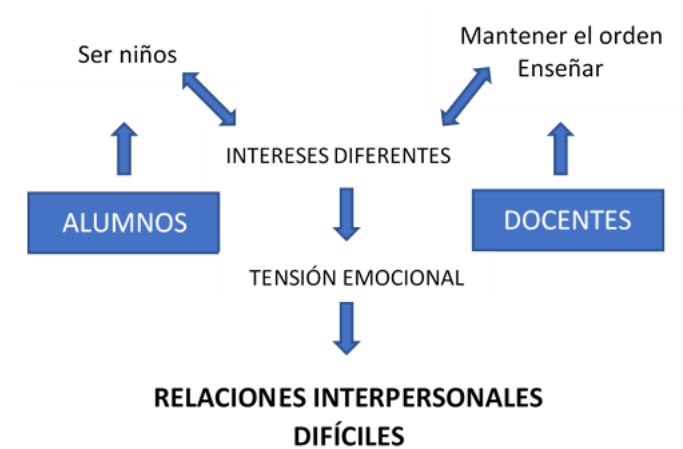 Ser niños
Mantener el orden
Enseñar
INTERESES DIFERENTES
ALUMNOS
DOCENTES
TENSIÓN EMOCIONAL
RELACIONES INTERPERSONALES
DIFÍCILES